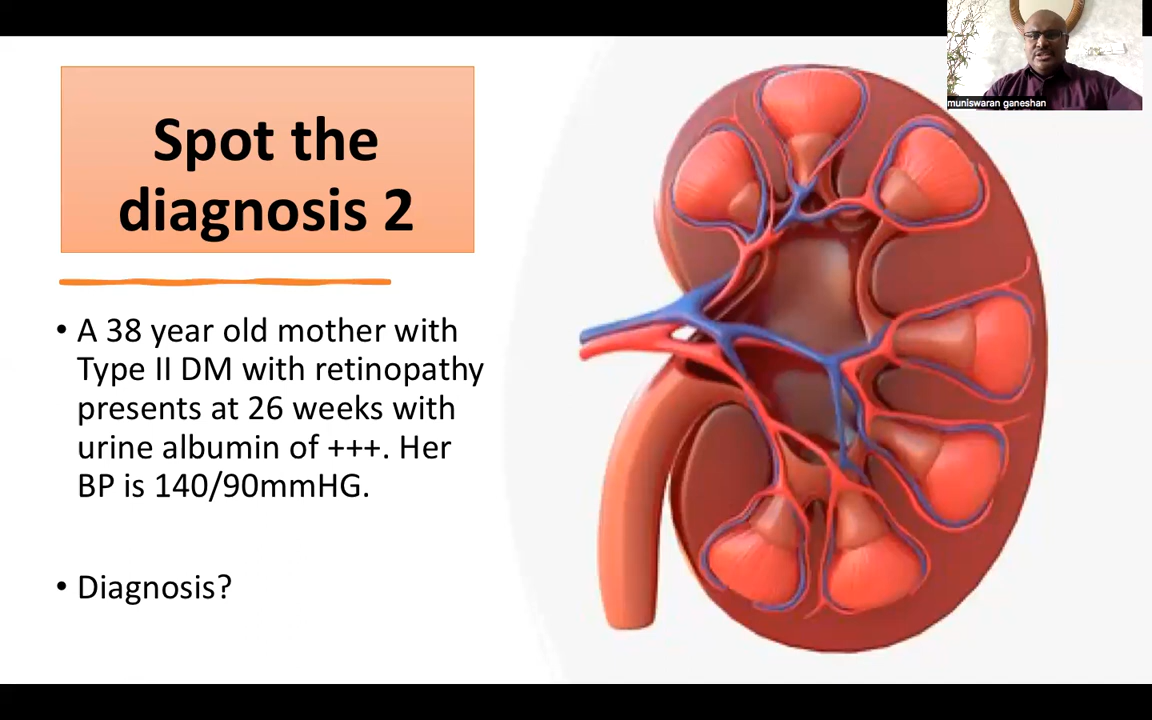 muniswaran ganeshan
Spot the
diagnosis 2
• A 38 year old mother with
Type II DM with retinopathy
presents at 26 weeks with
urine albumin of +++. Her
BP is 140/90mmHG.
• Diagnosis?